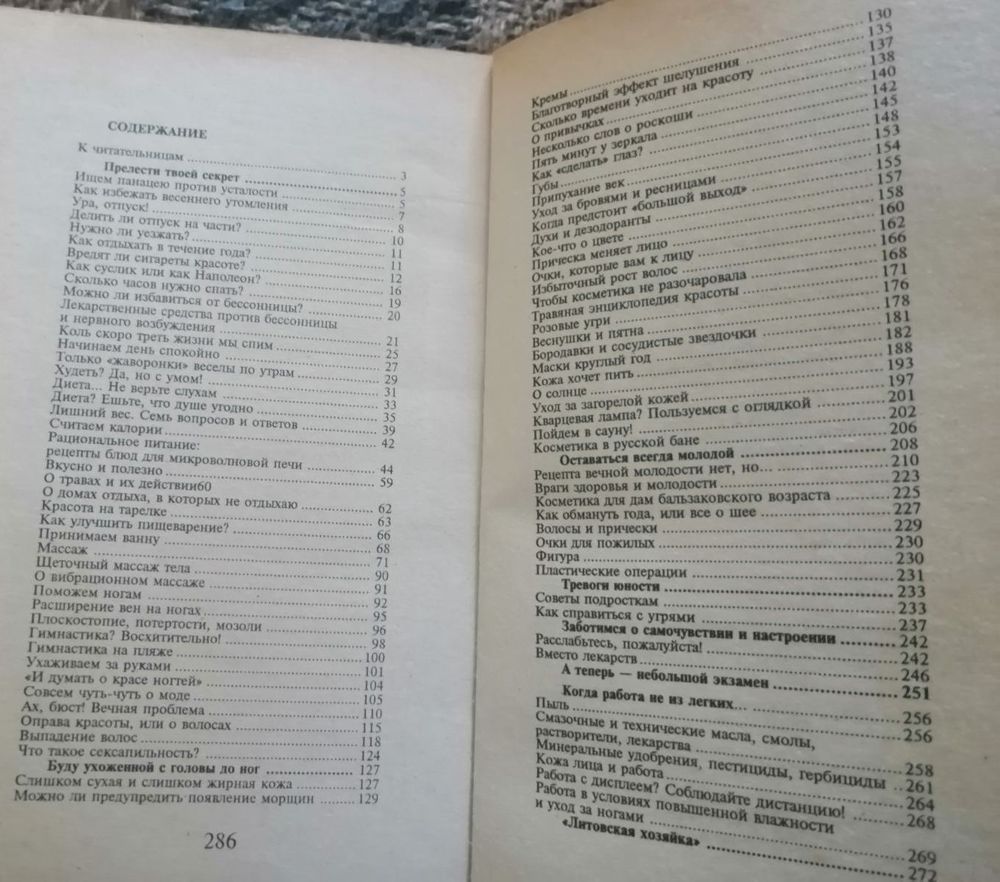 СОДЕРЖАНИЕ
К читательницам ... 3
Прелести твоей секрет ... 5
Ищем панацею против усталости ... 5
Как избежать весеннего утомления ... 7
Ура, отпуск! ... 8
Делить ли отпуск на части? ... 10
Нужно ли уезжать? ... 11
Как отдыхать в течение года? ... 11
Вредят ли сигареты красоте? ... 12
Как суслик или как Наполеон? ... 16
Сколько часов нужно спать? ... 19
Можно ли избавиться от бессонницы? ... 20
Лекарственные средства против бессонницы
и нервного возбуждения ... 21
Коль скоро треть жизни мы спим ... 25
Начинаем день спокойно ... 27
Только «жаворонки» веселы по утрам ... 29
Худеть? Да, но с умом! ... 31
Диета... Не верьте слухам ... 33
Диета? Ешьте, что душе угодно ... 35
Лишний вес. Семь вопросов и ответов ... 39
Считаем калории ... 42
Рациональное питание:
рецепты блюд для микроволновой печи ... 44
Вкусно и полезно ... 59
О травах и их действииб0
О домах отдыха, в которых не отдыхаю ... 62
Красота на тарелке ... 63
Как улучшить пищеварение? ... 66
Принимаем ванну ... 68
Массаж ... 71
Щеточный массаж тела ... 90
О вибрационном массаже ... 91
Поможем ногам ... 92
Расширение вен на ногах ... 95
Плоскостопие, потертости, мозоли ... 96
Гимнастика? Восхитительно! ... 98
Гимнастика на пляже ... 100
Ухаживаем за руками ... 101
«И думать о красе ногтей» ... 104
Совсем чуть-чуть о моде ... 105
Ах, бюст! Вечная проблема ... 110
Оправа красоты, или о волосах ... 115
Выпадение волос ... 118
Что такое сексапильность? ... 124
Буду ухоженной с головы до ног ... 127
Слишком сухая и слишком жирная кожа ... 127
Можно ли предупредить появление морщин ... 129
286
Кремы ... 130
Благотворный эффект шелушения ... 135
Сколько времени уходит на красоту ... 137
О привычках ... 138
Несколько слов о роскоши ... 140
Пять минут у зеркала ... 142
Как «сделать» глаз? ... 145
Губы ... 148
Припухание век ... 153
Уход за бровями и ресницами ... 154
Когда предстоит «большой выход» ... 155
Духи и дезодоранты ... 157
Кое-что о цвете ... 158
Прическа меняет лицо ... 160
Очки, которые вам к лицу ... 162
Избыточный рост волос ... 166
Чтобы косметика не разочаровала ... 168
Травяная энциклопедия красоты ... 171
Розовые угри ... 176
Веснушки и пятна ... 178
Бородавки и сосудистые звездочки ... 181
Маски круглый год ... 182
Кожа хочет пить ... 188
О солнце ... 193
Уход за загорелой кожей ... 197
Кварцевая лампа? Пользуемся с оглядкой ... 201
Пойдем в сауну! ... 202
Косметика в русской бане ... 206
Оставаться всегда молодой ... 208
Рецепта вечной молодости нет, но... ... 210
Враги здоровья и молодости ... 223
Косметика для дам бальзаковского возраста ... 225
Как обмануть года, или все о шее ... 227
Волосы и прически ... 229
Очки для пожилых ... 230
Фигура ... 230
Пластические операции ... 231
Тревоги юности ... 233
Советы подросткам ... 233
Как справиться с угрями ... 237
Заботимся о самочувствии и настроении ... 242
Расслабьтесь, пожалуйста! ... 242
Вместо лекарств ... 246
А теперь — небольшой экзамен ... 251
Когда работа не из легких... ... 256
Пыль ... 256
Смазочные и технические масла, смолы,
растворители, лекарства ... 258
Минеральные удобрения, пестициды, гербициды ... 261
Кожа лица и работа ... 264
Работа с дисплеем? Соблюдайте дистанцию! ... 268
Работа в условиях повышенной влажности
и уход за ногами ... 269
«Литовская хозяйка» ... 272